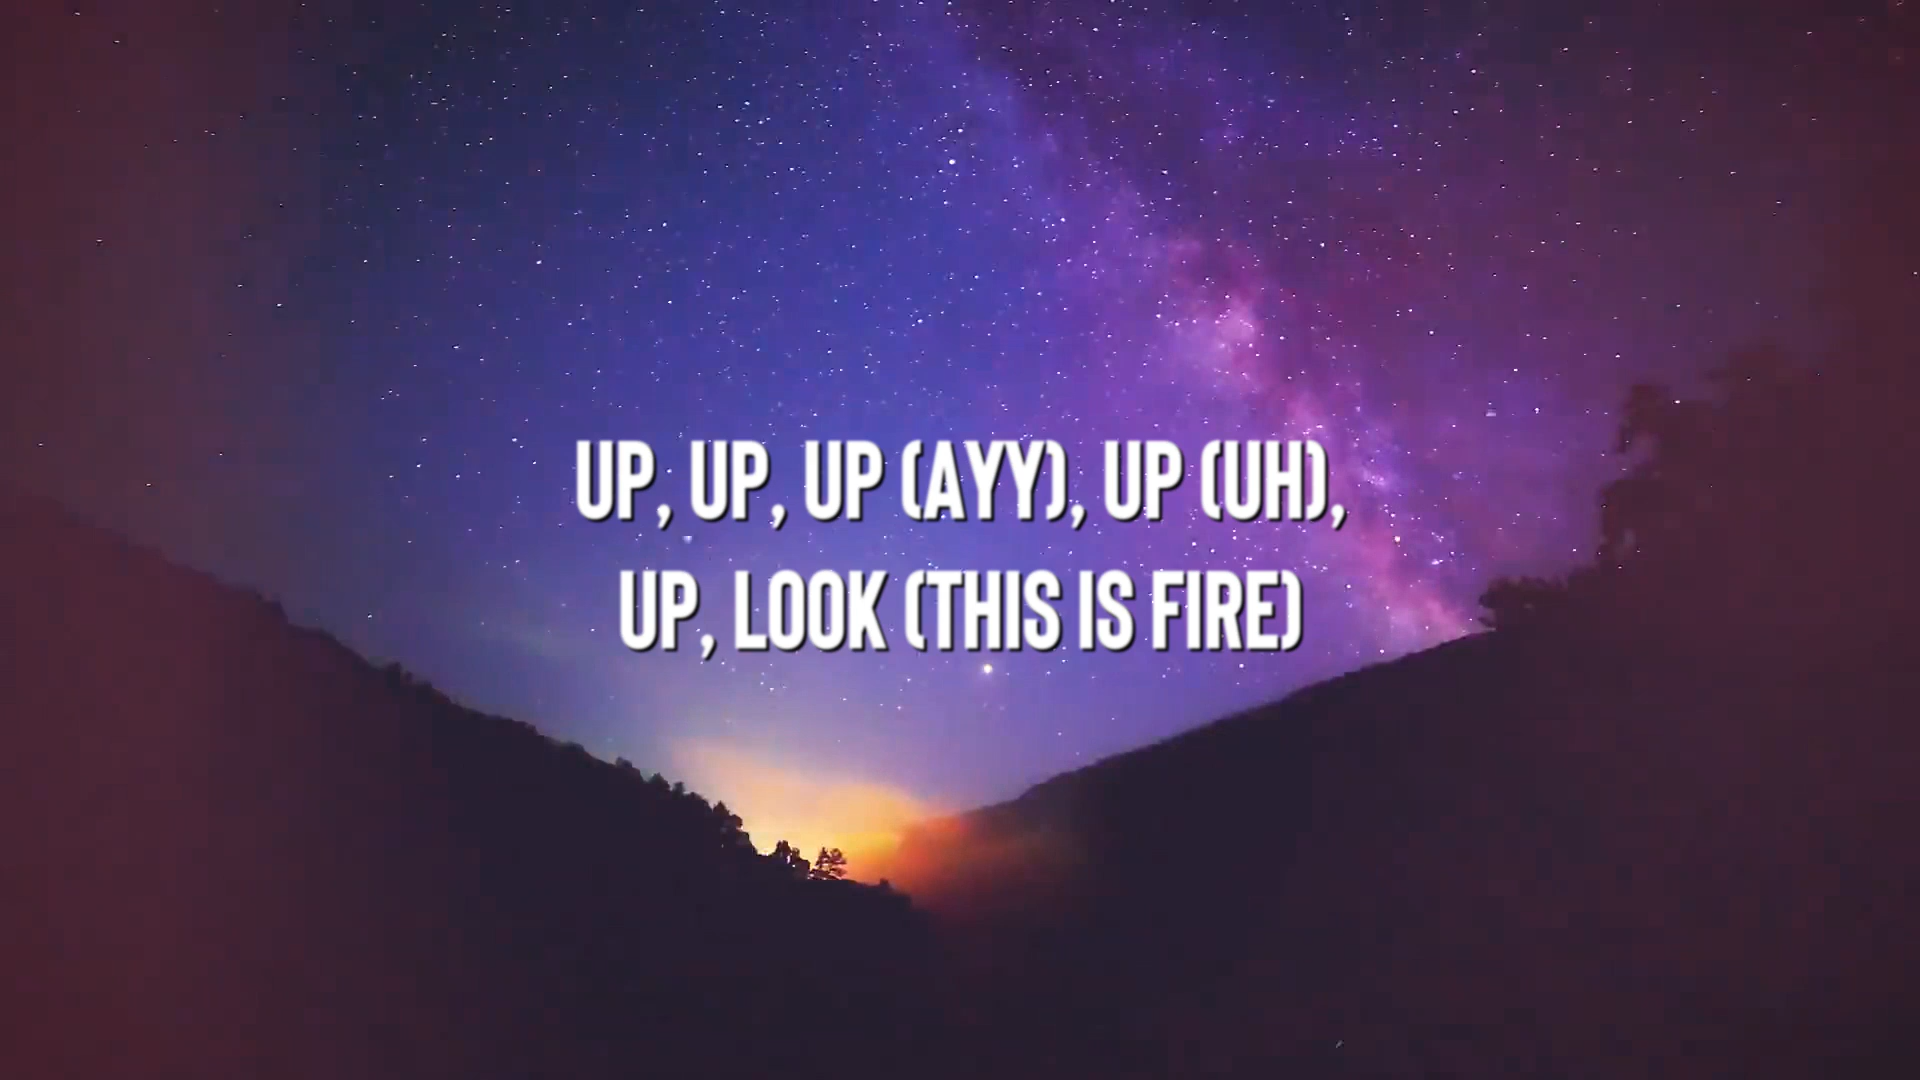 UP, UP, UP (AYY), UP (UH),
UP, LOOK (THIS IS FIRE)